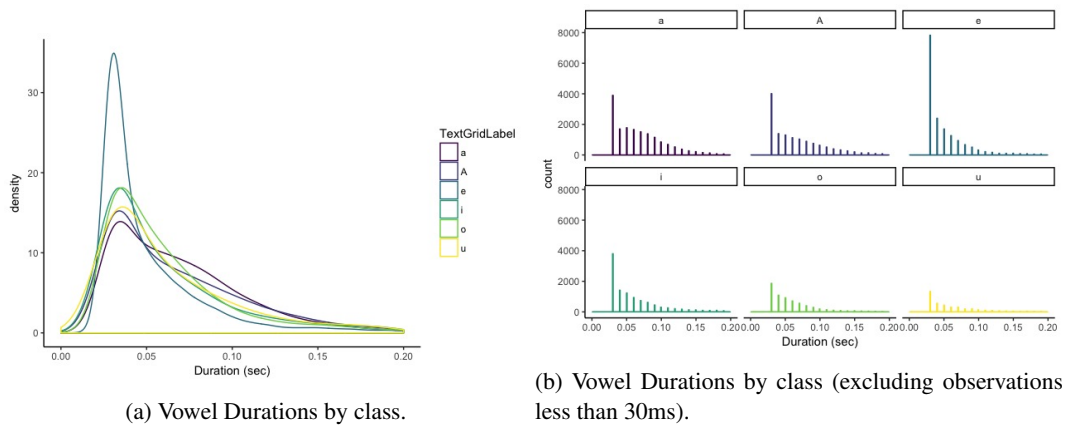 density
30
20
10
0
0.00 0.05 0.10 0.15 0.20
Duration (sec)
TextGridLabel
a
A
e
i
o
u
(a) Vowel Durations by class.
count
a A e
8000
6000
4000
2000
0
i o u
8000
6000
4000
2000
0
0.00 0.05 0.10 0.15 0.20 0.00 0.05 0.10 0.15 0.20 0.00 0.05 0.10 0.15 0.20
Duration (sec)
(b) Vowel Durations by class (excluding observations
less than 30ms).